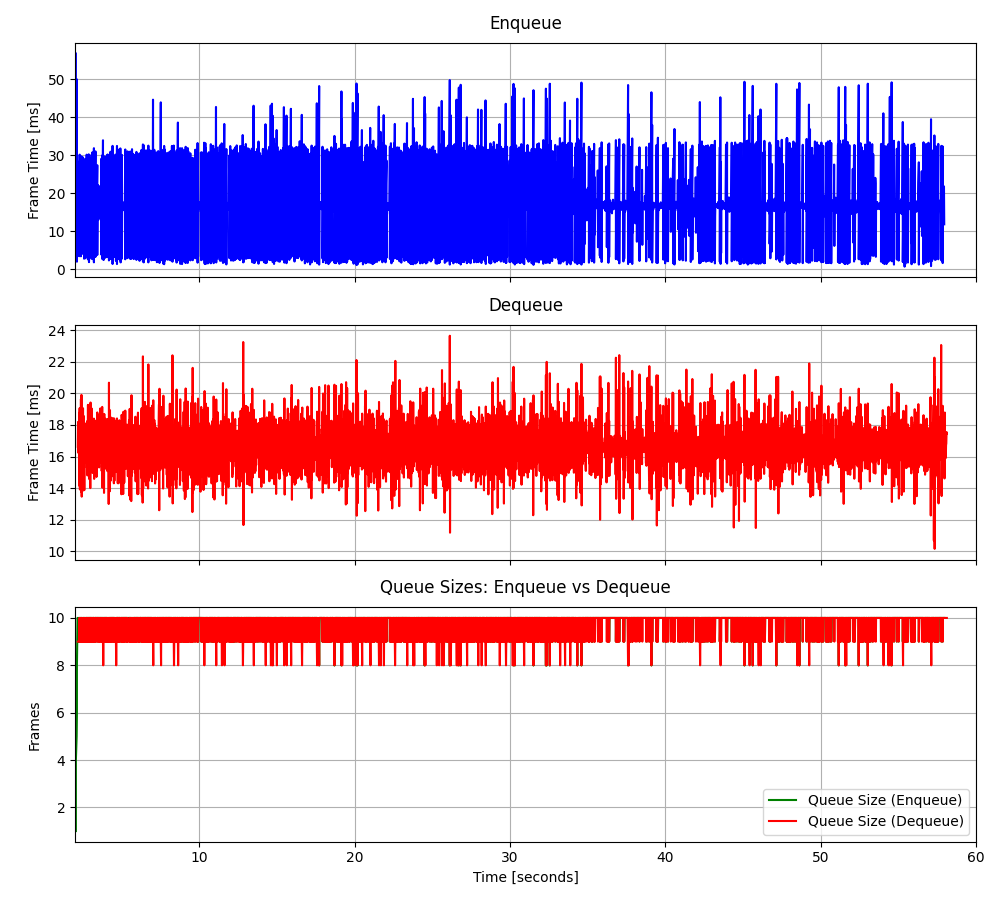 Enqueue
Frame Time [ms]
50
40
30
20
10
0
Dequeue
Frame Time [ms]
24
22
20
18
16
14
12
10
Queue Sizes: Enqueue vs Dequeue
Frames
10
8
6
4
2
Queue Size (Enqueue)
Queue Size (Dequeue)
10 20 30 40 50 60
Time [seconds]